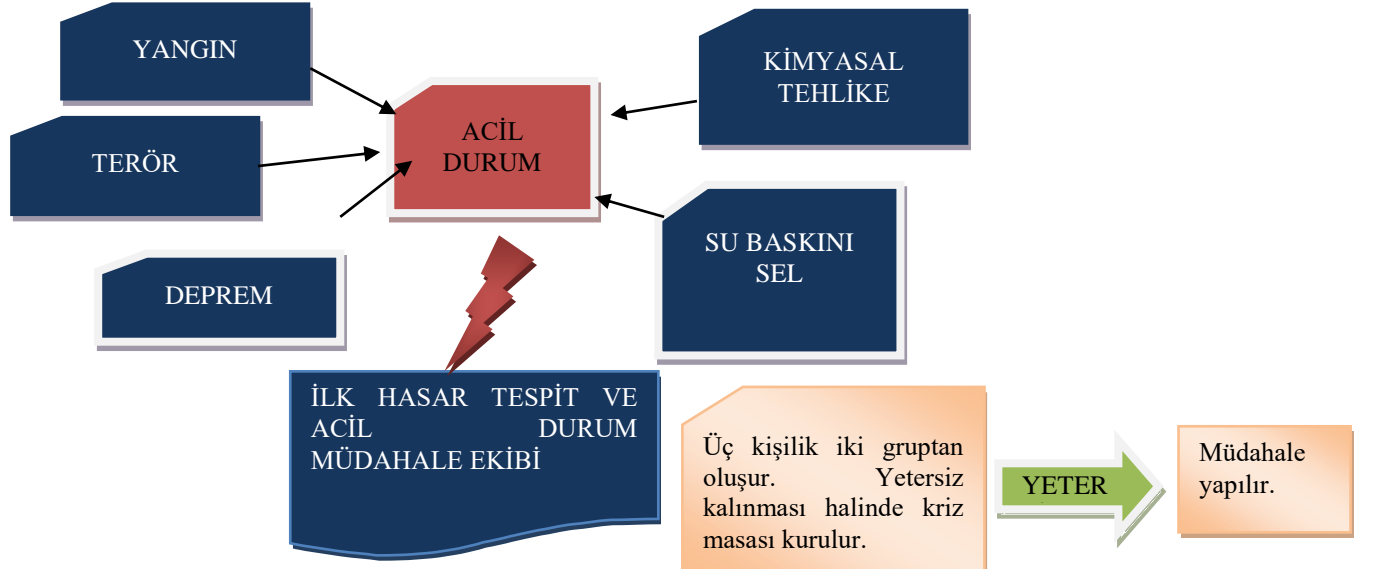 YANGIN
KİMYASAL
TEHLİKE
ACİL
DURUM
TERÖR
SU BASKINI
SEL
DEPREM
İLK HASAR TESPİT VE
ACİL DURUM
MÜDAHALE EKİBİ
Üç kişilik iki gruptan
oluşur. Yetersiz
kalınması halinde kriz
masası kurulur.
YETER
Müdahale
yapılır.